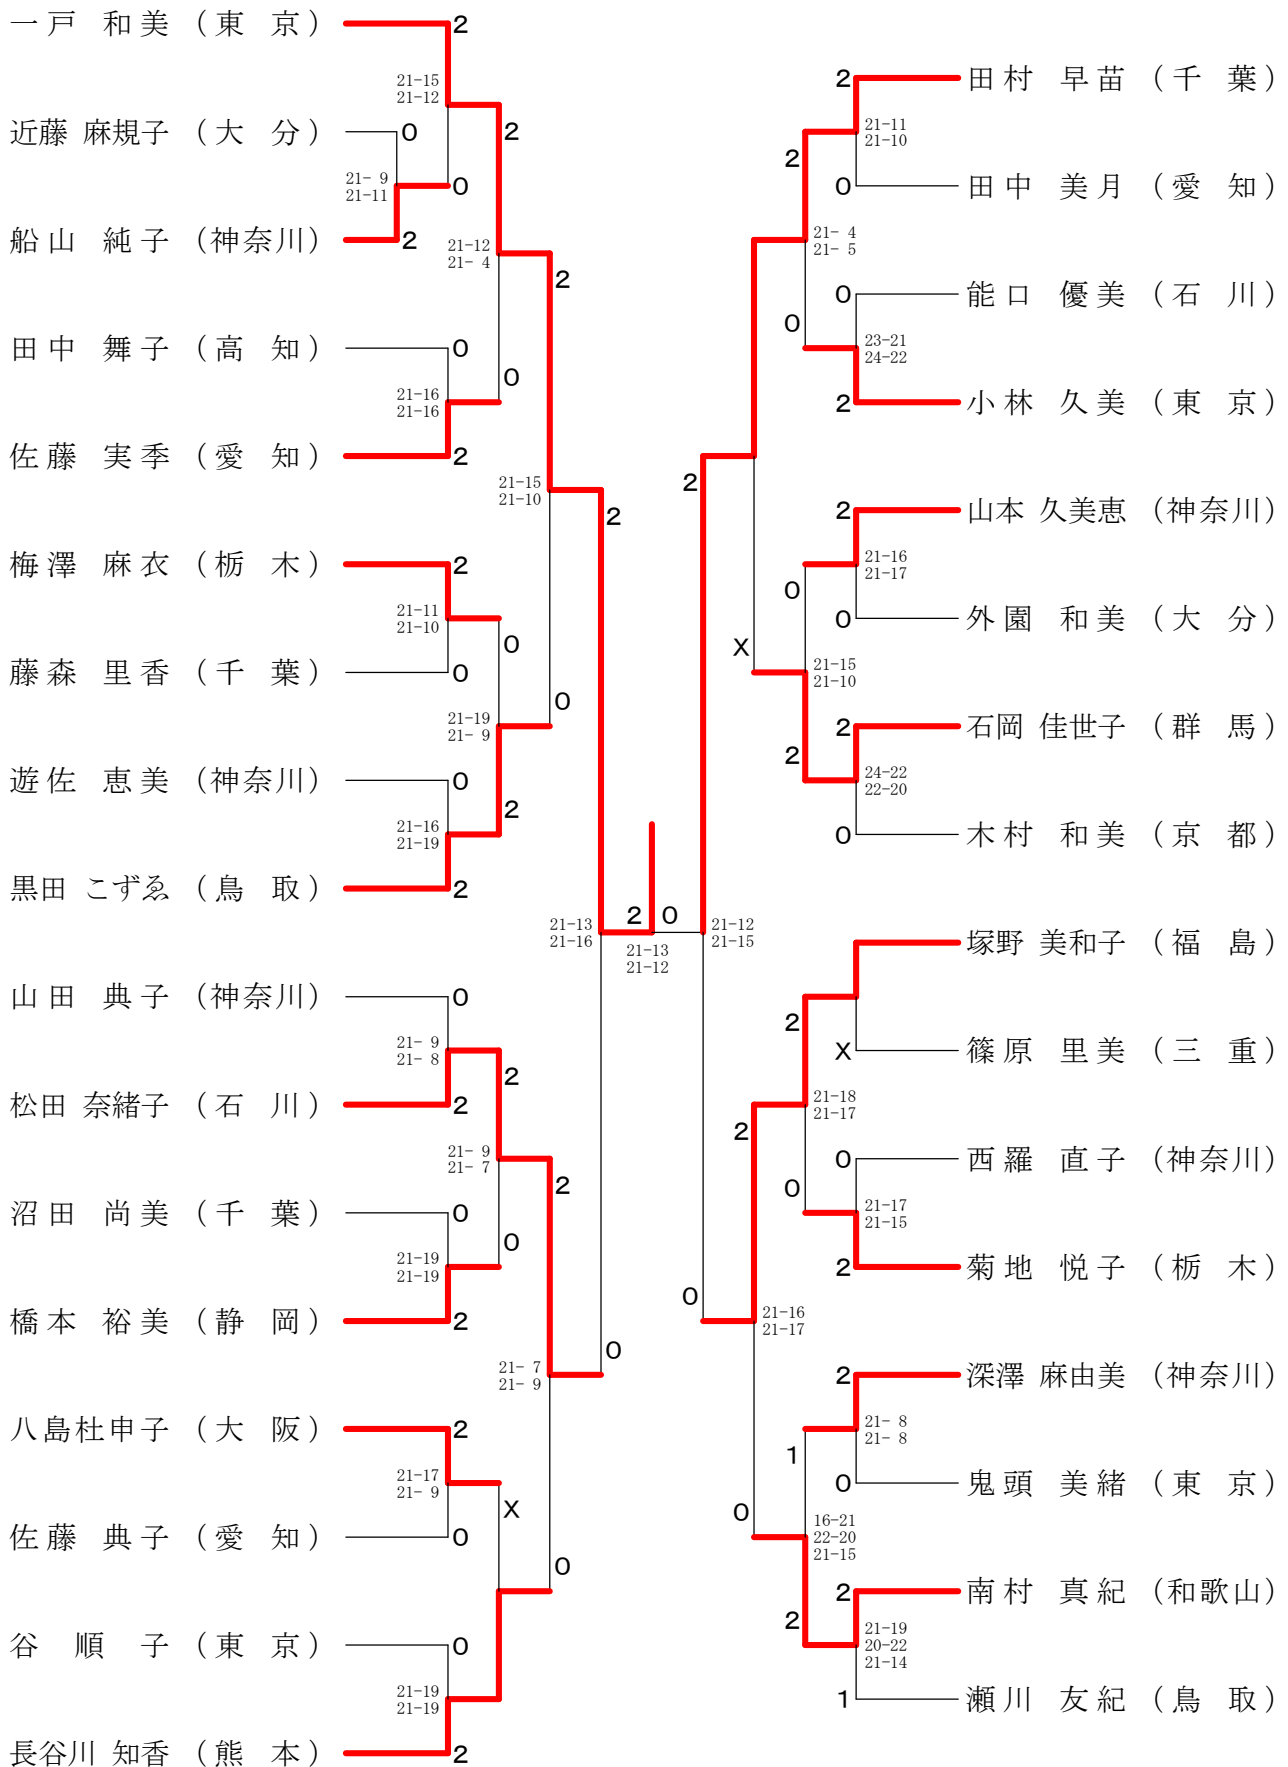 一戸 和美 (東 京)
2
21-15
21-12
近藤 麻規子 (大 分)
0
2
21- 9
21-11
0
船山 純子 (神奈川)
2
21-12
21- 4
2
田中 舞子 (高 知)
0
21-16
21-16
0
佐藤 実季 (愛 知)
2
21-15
21-10
2
梅澤 麻衣 (栃 木)
2
21-11
21-10
0
藤森 里香 (千 葉)
0
21-19
21- 9
0
遊佐 恵美 (神奈川)
0
21-16
21-19
2
黒田 こずゑ (鳥 取)
2
21-13
21-16
山田 典子 (神奈川)
0
21- 9
21- 8
2
松田 奈緒子 (石 川)
2
21- 9
21- 7
2
沼田 尚美 (千 葉)
0
21-19
21-19
0
橋本 裕美 (静 岡)
2
21- 7
21- 9
0
八島杜申子 (大 阪)
2
21-17
21- 9
X
佐藤 典子 (愛 知)
0
0
谷 順子 (東 京)
0
21-19
21-19
長谷川 知香 (熊 本)
2
2 0
21-13
21-12
2 田村 早苗 (千 葉)
21-11
21-10
2
0 田中 美月 (愛 知)
21- 4
21- 5
0 能口 優美 (石 川)
0
23-21
24-22
2 小林 久美 (東 京)
2
2 山本 久美恵 (神奈川)
21-16
21-17
0
0 外園 和美 (大 分)
X
21-15
21-10
2 石岡 佳世子 (群 馬)
2
24-22
22-20
0 木村 和美 (京 都)
21-12
21-15
塚野 美和子 (福 島)
2
X 篠原 里美 (三 重)
21-18
21-17
2
0 西羅 直子 (神奈川)
0
21-17
21-15
2 菊地 悦子 (栃 木)
0
21-16
21-17
2 深澤 麻由美 (神奈川)
21- 8
21- 8
1
0 鬼頭 美緒 (東 京)
0
16-21
22-20
21-15
2 南村 真紀 (和歌山)
2
21-19
20-22
21-14
1 瀬川 友紀 (鳥 取)